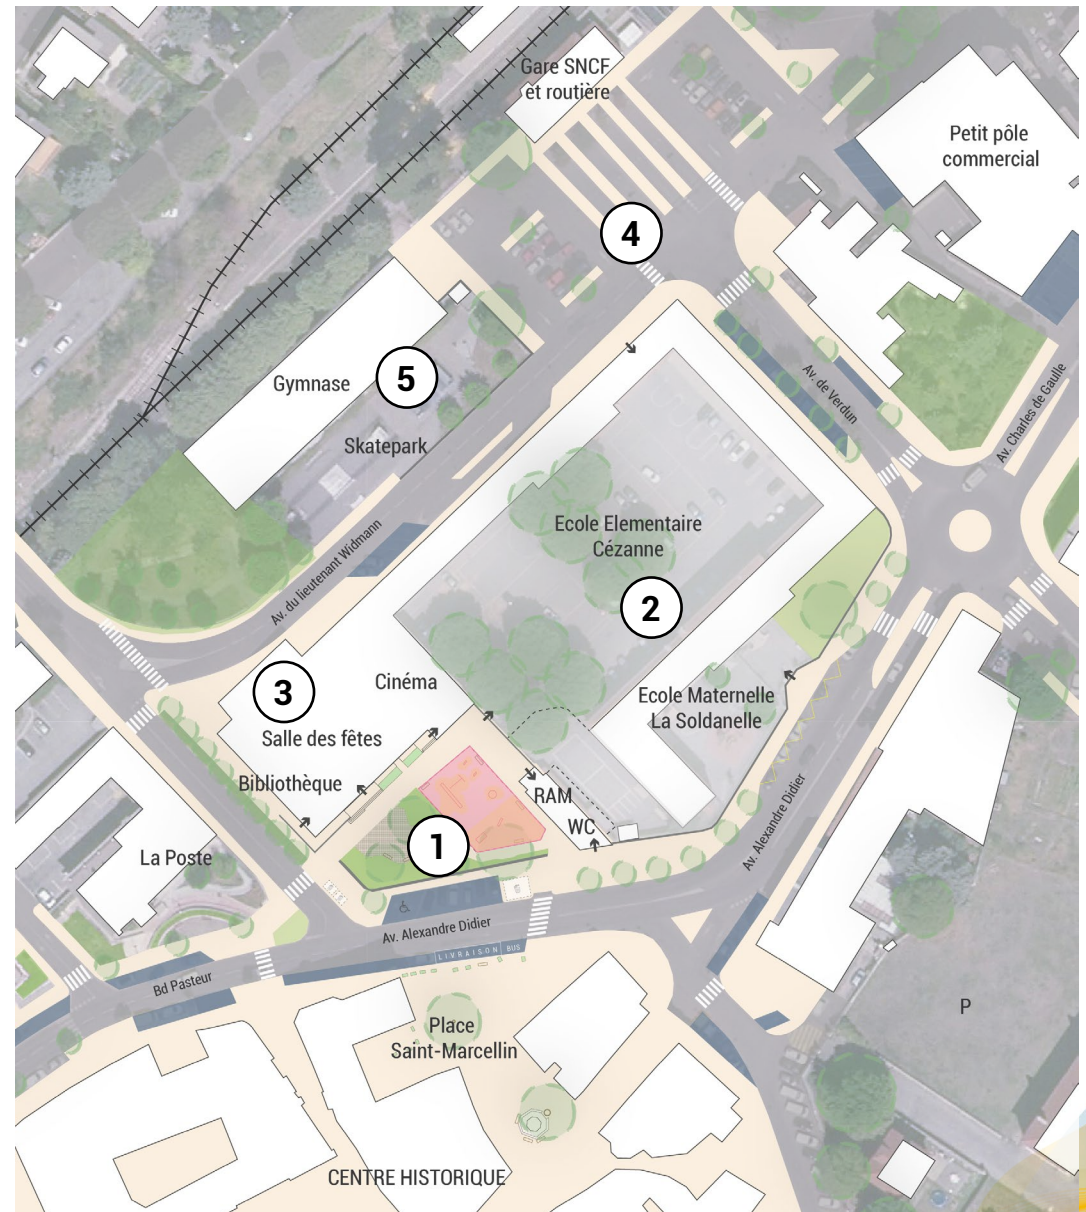 Gare SNCF
et routière
Petit pôle
commercial
4
Gymnase
5
Av. de Verdun
Av. Charles de Gaulle
Skatepark
Ecole Elementaire
Cézanne
Av. du lieutenant Widmann
2
3
Cinéma
Ecole Maternelle
La Soldanelle
Salle des fêtes
Bibliothèque
RAM
WC
1
La Poste
Av. Alexandre Didier
Av. Alexandre Didier
LIVRAISON BUS
Bd Pasteur
P
Place
Saint-Marcellin
CENTRE HISTORIQUE